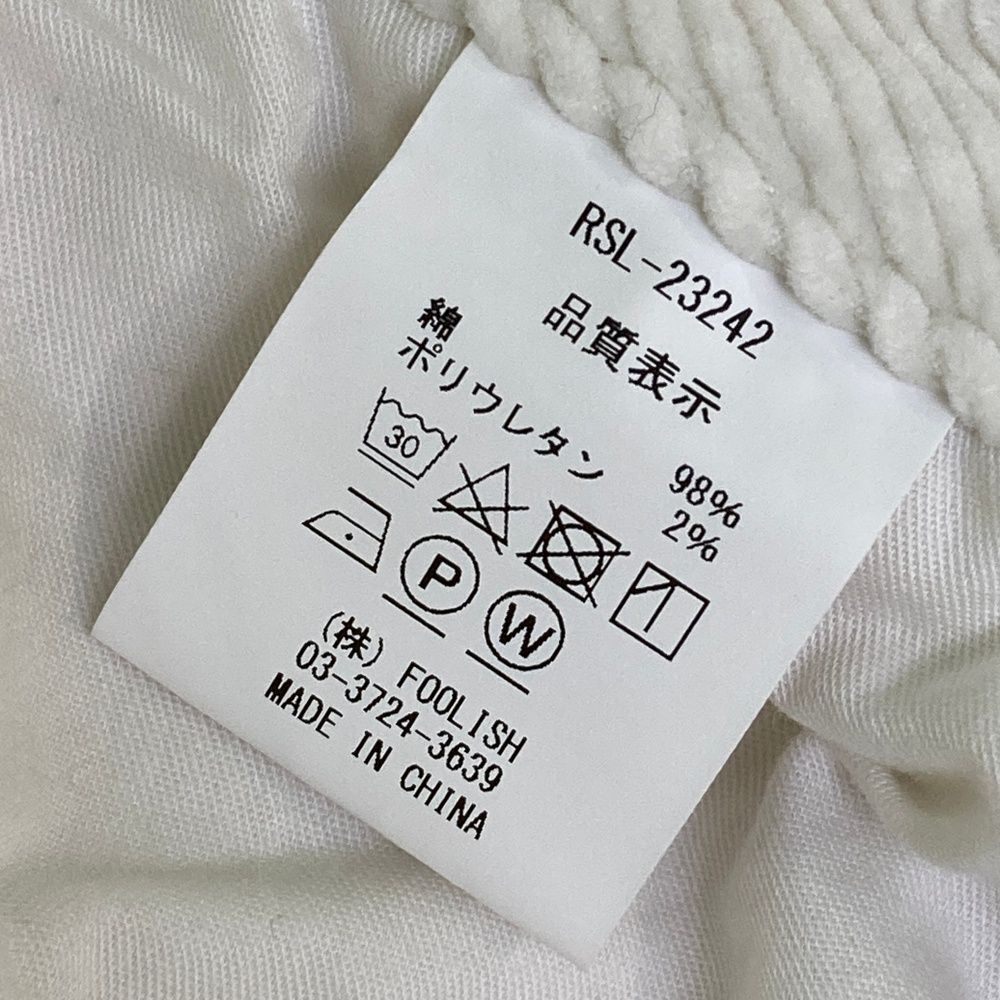 RSL-23242
品質表示
綿 98%
ポリウレタン 2%
30
P W
(株) FOOLISH
03-3724-3639
MADE IN CHINA